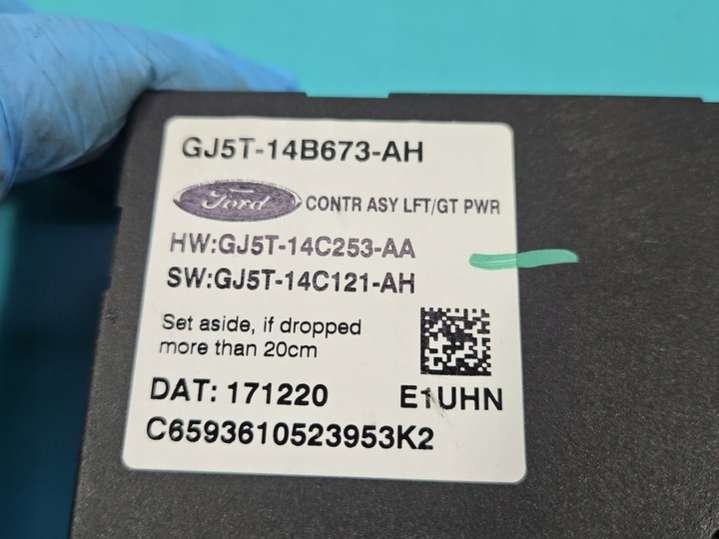 GJ5T-14B673-AH
Ford CONTR ASY LFT/GT PWR
HW:GJ5T-14C253-AA
SW:GJ5T-14C121-AH
Set aside, if dropped
more than 20cm
DAT: 171220 E1UHN
C6593610523953K2